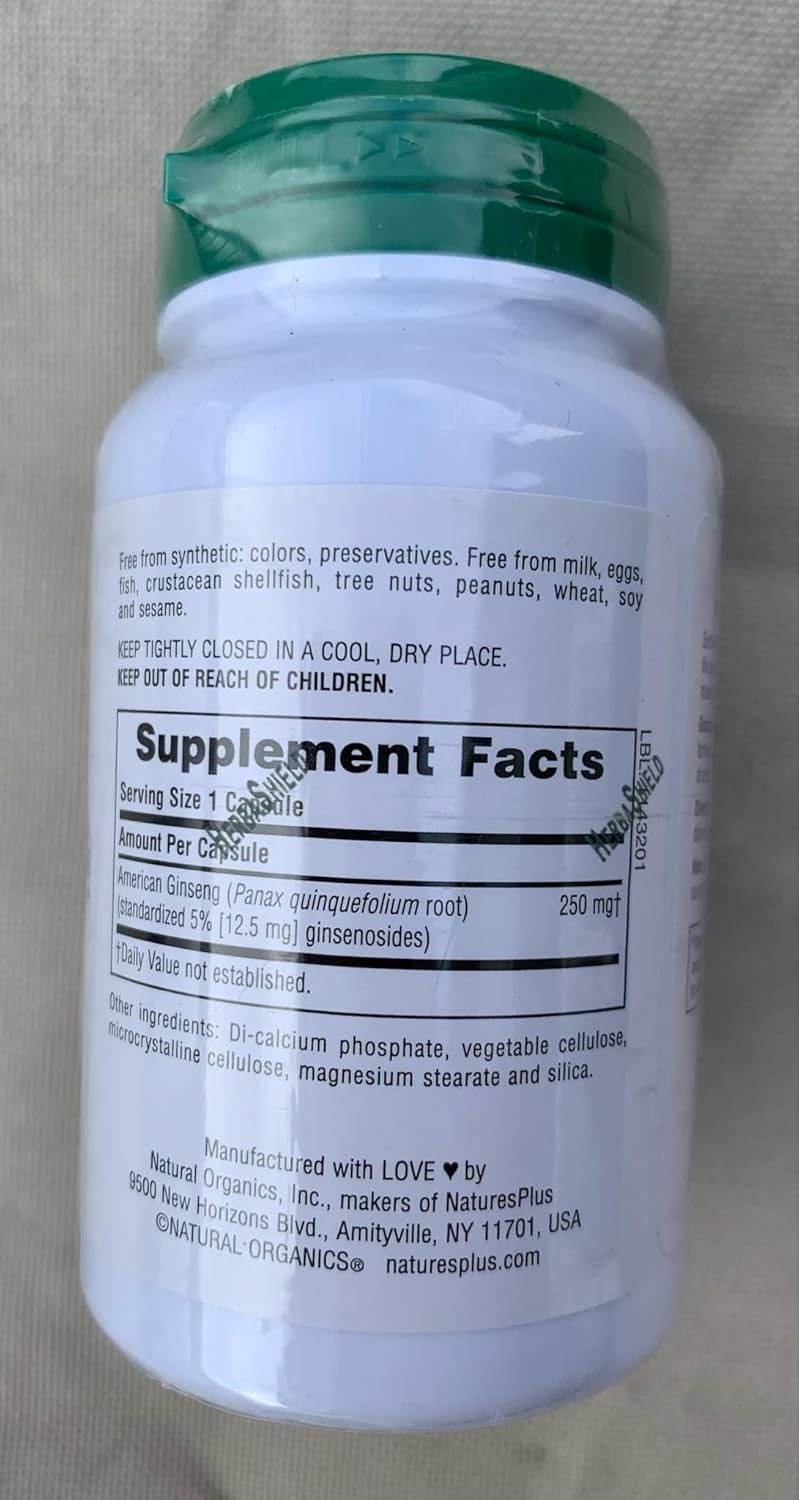 PULL >>
Free from synthetic: colors, preservatives. Free from milk, eggs,
fish, crustacean shellfish, tree nuts, peanuts, wheat, soy
and sesame.
KEEP TIGHTLY CLOSED IN A COOL, DRY PLACE.
KEEP OUT OF REACH OF CHILDREN.
Supplement Facts
HERBASHIELD
HERBASHIELD
Serving Size 1 Capsule
Amount Per Capsule
American Ginseng (Panax quinquefolium root) 250 mg†
(standardized 5% [12.5 mg] ginsenosides)
†Daily Value not established.
Other ingredients: Di-calcium phosphate, vegetable cellulose,
microcrystalline cellulose, magnesium stearate and silica.
Manufactured with LOVE ♥ by
Natural Organics, Inc., makers of NaturesPlus
9500 New Horizons Blvd., Amityville, NY 11701, USA
©NATURAL ORGANICS® naturesplus.com